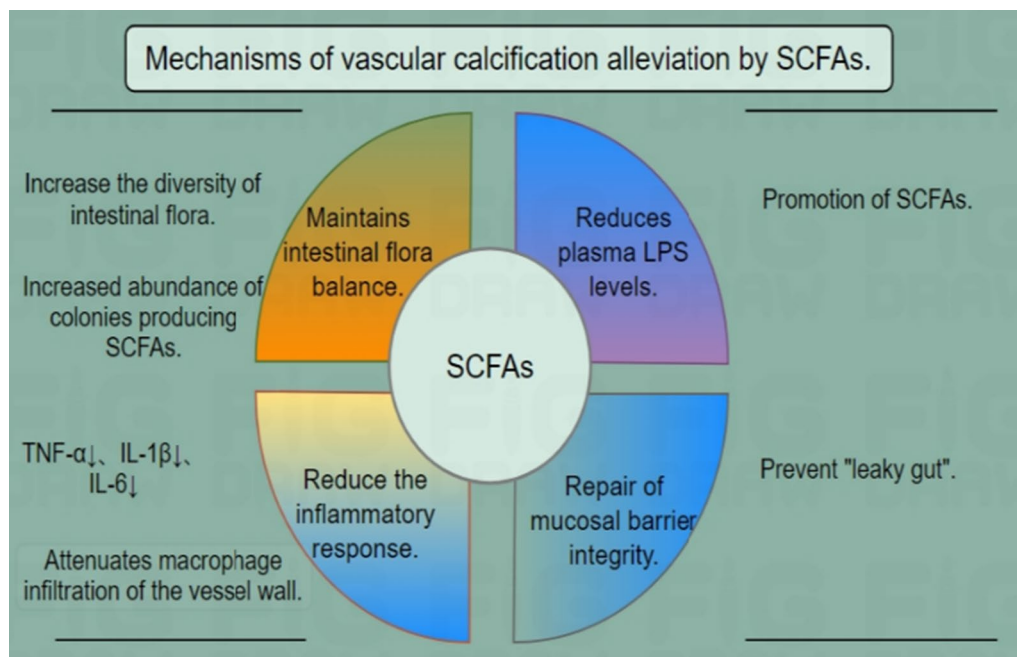 Mechanisms of vascular calcification alleviation by SCFAs.
Increase the diversity of
intestinal flora.
Increased abundance of
colonies producing
SCFAs.
Maintains
intestinal flora
balance.
Reduces
plasma LPS
levels.
Promotion of SCFAs.
SCFAs
TNF-α↓、IL-1β↓、
IL-6↓
Attenuates macrophage
infiltration of the vessel wall.
Reduce the
inflammatory
response.
Repair of
mucosal barrier
integrity.
Prevent "leaky gut".
FIG
DRAW